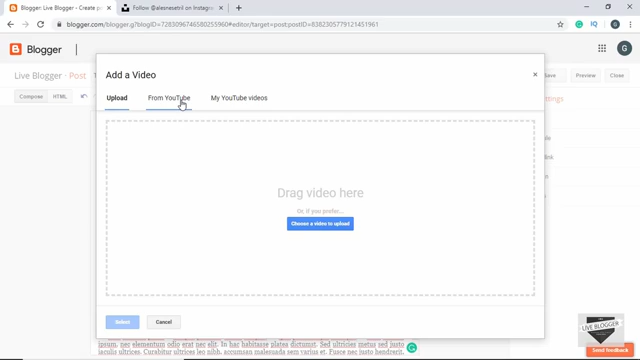 Blogger: Live Blogger - Create p
Follow @alesnesetril on Instagram
blogger.com/blogger.g?blogID=7283096746580255960#editor/target=post;postID=8382305779121451961
G
Blogger
G
Live Blogger · Post
Save
Preview
Close
Compose
HTML
Add a Video
×
Upload
From YouTube
My YouTube videos
Drag video here
Or, if you prefer...
Choose a video to upload
Select
Cancel
ipsum, nec elementum odio erat nec elit. In hac habitasse platea dictumst. Sed ultricies metus sed justo
iaculis ultrices. Curabitur ultrices leo nibh, accumsan malesuada sem varius et. Fusce nec justo hendrerit,
LIVE BLOGGER
Send feedback